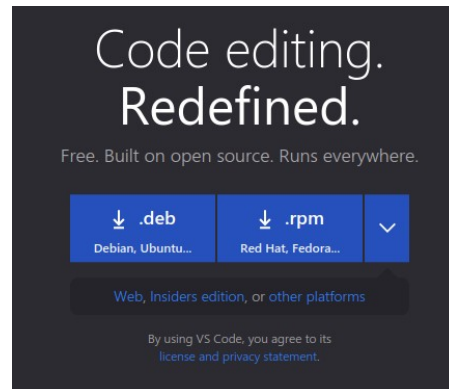 Code editing.
Redefined.
Free. Built on open source. Runs everywhere.
.deb
Debian, Ubuntu...
.rpm
Red Hat, Fedora...
Web, Insiders edition, or other platforms
By using VS Code, you agree to its
license and privacy statement.